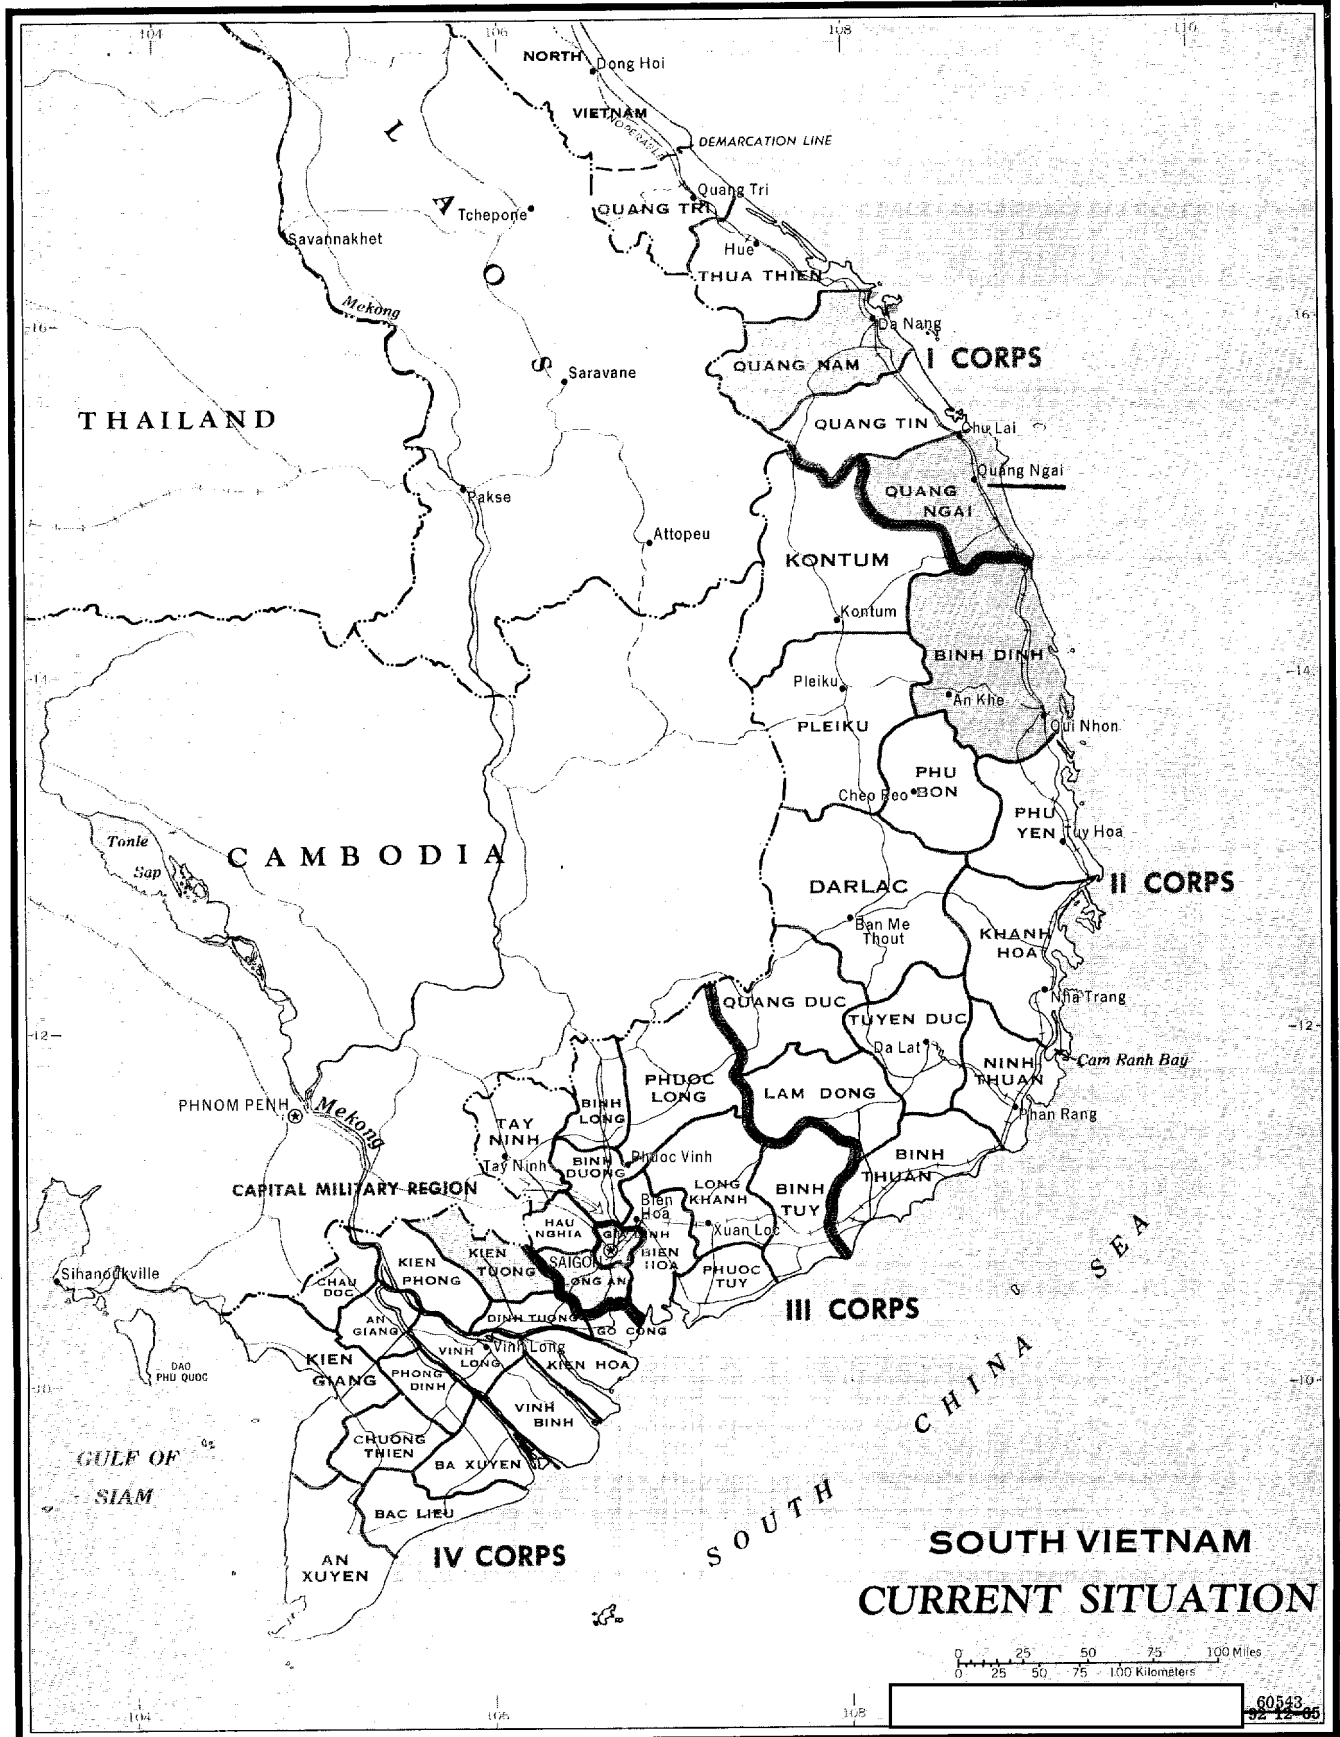 104
106
108
110
NORTH
Dong Hoi
VIETNAM
INOPERABLE
DEMARCATION LINE
L
A
O
S
Tchepone
Quang Tri
QUANG TRI
Savannakhet
Hue
THUA THIEN
Mekong
16
16
Da Nang
I CORPS
QUANG NAM
Saravane
THAILAND
QUANG TIN
Chu Lai
Quang Ngai
QUANG
NGAI
Pakse
Attopeu
KONTUM
Kontum
BINH DINH
14
Pleiku
An Khe
Qui Nhon
PLEIKU
PHU
BON
Cheo Reo
PHU
YEN
Tuy Hoa
Tonle
Sap
CAMBODIA
DARLAC
II CORPS
Ban Me
Thout
KHANH
HOA
Nha Trang
QUANG DUC
TUYEN DUC
12
12
Da Lat
Cam Ranh Bay
NINH
THUAN
PHUOC
LONG
LAM DONG
BINH
LONG
PHNOM PENH
Mekong
Phan Rang
TAY
NINH
Tay Ninh
BINH
DUONG
Phuoc Vinh
BINH
THUAN
CAPITAL MILITARY REGION
LONG
KHANH
BINH
TUY
Bien
Hoa
HAU
NGHIA
GIA DINH
Xuan Loc
KIEN
TUONG
SAIGON
BIEN
HOA
KIEN
PHONG
Sihanoukville
CHAU
DOC
LONG AN
PHUOC
TUY
III CORPS
DINH TUONG
GO CONG
AN
GIANG
Vinh Long
VINH
LONG
KIEN HOA
KIEN
GIANG
DAO
PHU QUOC
PHONG
DINH
10
10
VINH
BINH
CHUONG
THIEN
BA XUYEN
GULF OF
SIAM
BAC LIEU
AN
XUYEN
IV CORPS
SOUTH CHINA SEA
SOUTH VIETNAM
CURRENT SITUATION
0 25 50 75 100 Miles
0 25 50 75 100 Kilometers
104
106
108
60543